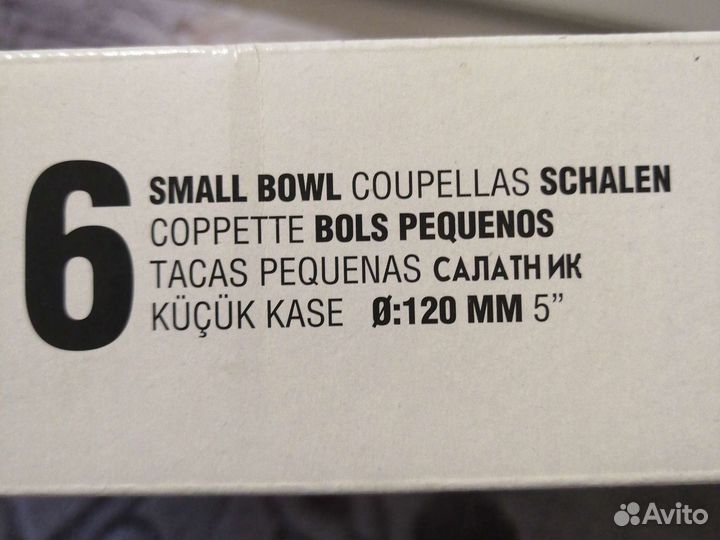 6
SMALL BOWL COUPELLAS SCHALEN
COPPETTE BOLS PEQUENOS
TACAS PEQUENAS САЛАТНИК
KÜÇÜK KASE Ø:120 MM 5”
Avito